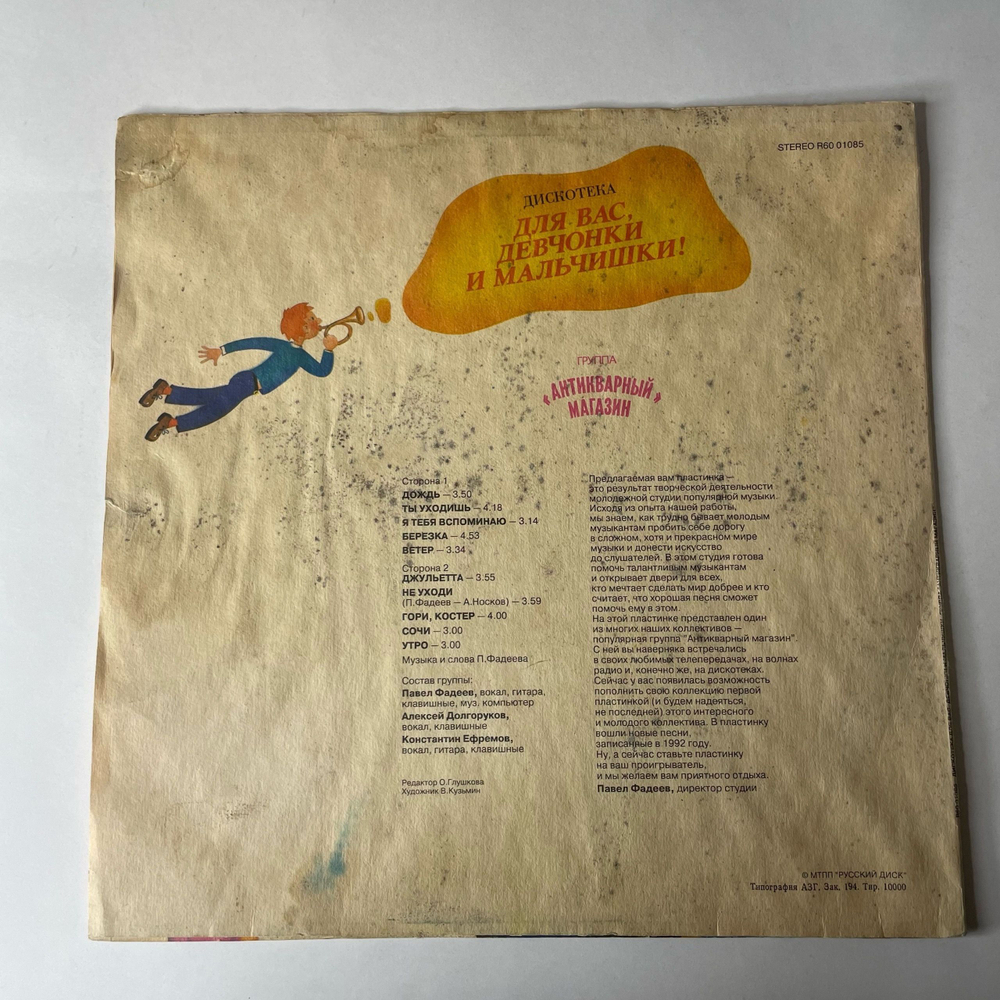 STEREO R60 01085
ДИСКОТЕКА
ДЛЯ ВАС,
ДЕВЧОНКИ
И МАЛЬЧИШКИ!
ГРУППА
"АНТИКВАРНЫЙ"
МАГАЗИН
Сторона 1
ДОЖДЬ — 3.50
ТЫ УХОДИШЬ — 4.18
Я ТЕБЯ ВСПОМИНАЮ — 3.14
БЕРЕЗКА — 4.53
ВЕТЕР — 3.34
Сторона 2
ДЖУЛЬЕТТА — 3.55
НЕ УХОДИ
(П.Фадеев — А.Носков) — 3.59
ГОРИ, КОСТЕР — 4.00
СОЧИ — 3.00
УТРО — 3.00
Музыка и слова П.Фадеева
Состав группы:
Павел Фадеев, вокал, гитара,
клавишные, муз. компьютер
Алексей Долгоруков,
вокал, клавишные
Константин Ефремов,
вокал, гитара, клавишные
Редактор О.Глушкова
Художник В.Кузьмин
Предлагаемая вам пластинка —
это результат творческой деятельности
молодежной студии популярной музыки.
Исходя из опыта нашей работы,
мы знаем, как трудно бывает молодым
музыкантам пробить себе дорогу
в сложном, хотя и прекрасном мире
музыки и донести искусство
до слушателей. В этом студия готова
помочь талантливым музыкантам
и открывает двери для всех,
кто мечтает сделать мир добрее и кто
считает, что хорошая песня сможет
помочь ему в этом.
На этой пластинке представлен один
из многих наших коллективов —
популярная группа "Антикварный магазин".
С ней вы наверняка встречались
в своих любимых телепередачах, на волнах
радио и, конечно же, на дискотеках.
Сейчас у вас появилась возможность
пополнить свою коллекцию первой
пластинкой (и будем надеяться,
не последней) этого интересного
и молодого коллектива. В пластинку
вошли новые песни,
записанные в 1992 году.
Ну, а сейчас ставьте пластинку
на ваш проигрыватель,
и мы желаем вам приятного отдыха.
Павел Фадеев, директор студии
© МТПП "РУССКИЙ ДИСК"
Типография АЗГ. Зак. 194. Тир. 10000